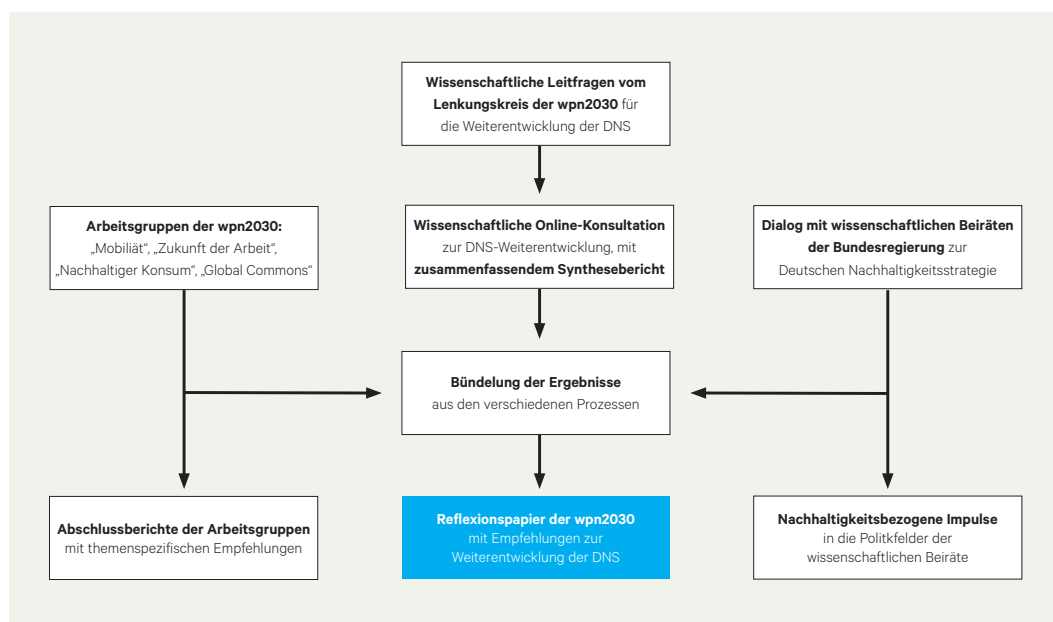 Wissenschaftliche Leitfragen vom
Lenkungskreis der wpn2030 für
die Weiterentwicklung der DNS
Arbeitsgruppen der wpn2030:
„Mobiliät“, „Zukunft der Arbeit“,
„Nachhaltiger Konsum“, „Global Commons“
Wissenschaftliche Online-Konsultation
zur DNS-Weiterentwicklung, mit
zusammenfassendem Synthesebericht
Dialog mit wissenschaftlichen Beiräten
der Bundesregierung zur
Deutschen Nachhaltigkeitsstrategie
Bündelung der Ergebnisse
aus den verschiedenen Prozessen
Abschlussberichte der Arbeitsgruppen
mit themenspezifischen Empfehlungen
Reflexionspapier der wpn2030
mit Empfehlungen zur
Weiterentwicklung der DNS
Nachhaltigkeitsbezogene Impulse
in die Politkfelder der
wissenschaftlichen Beiräte